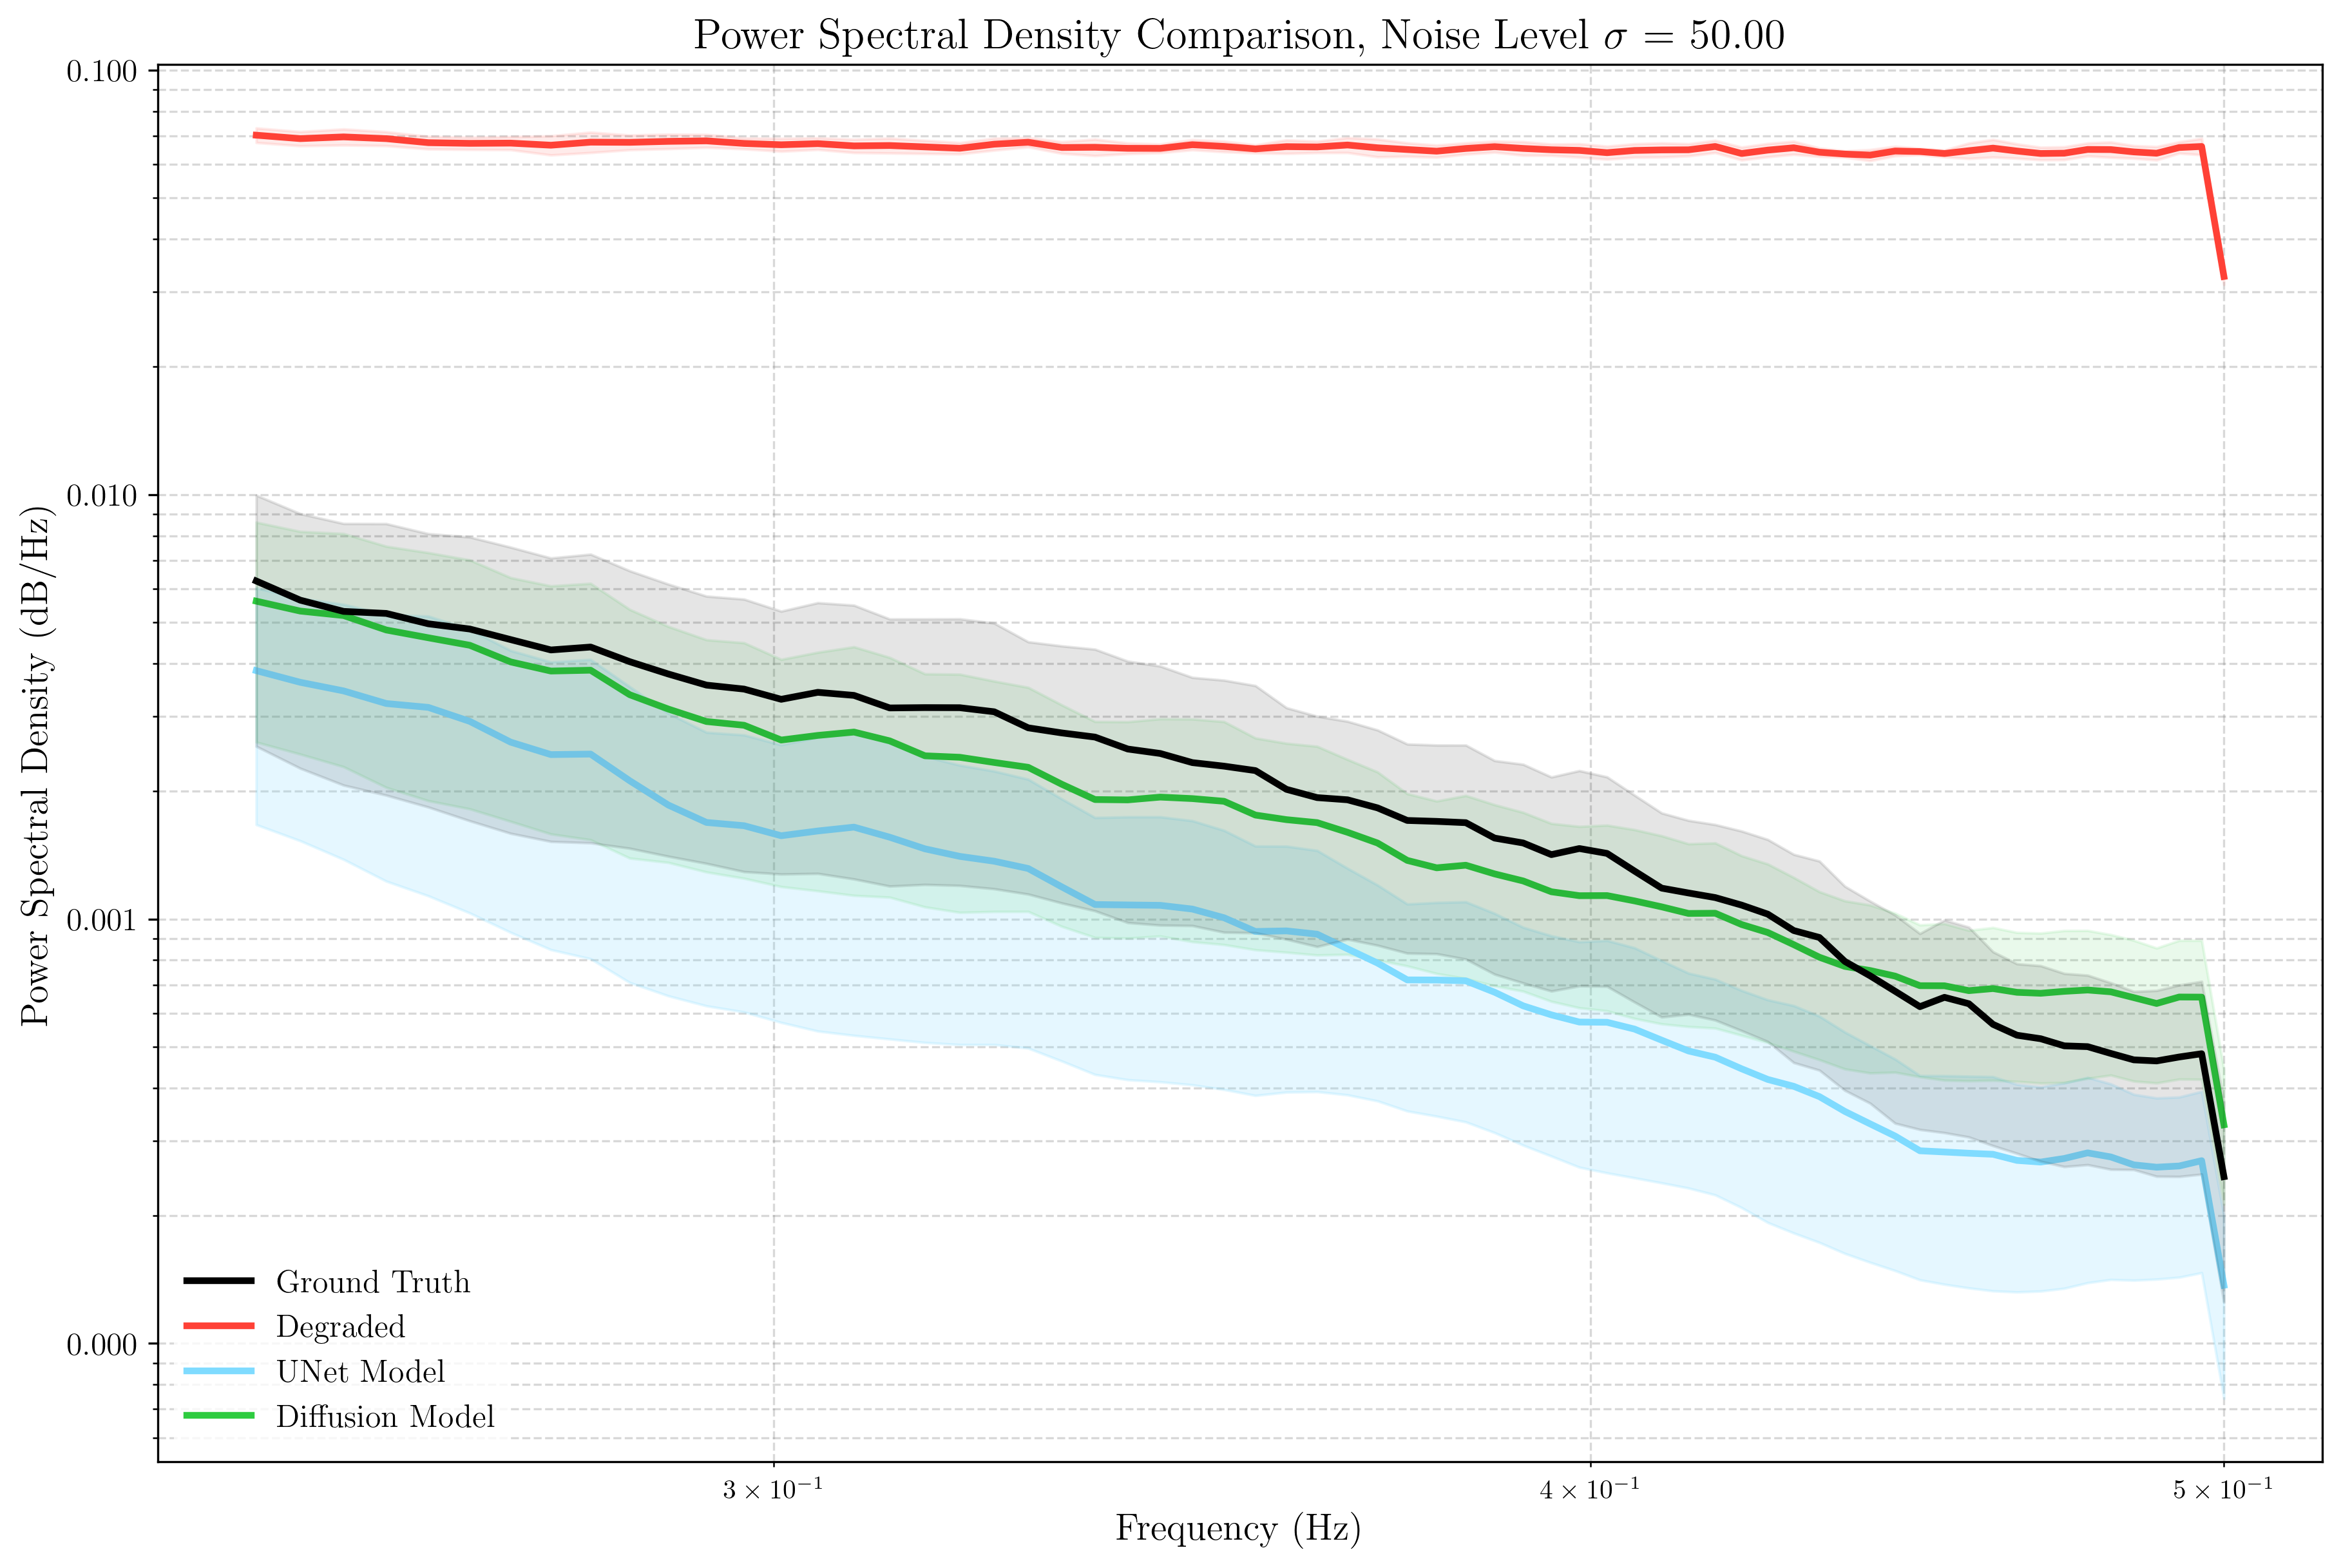 Power Spectral Density Comparison, Noise Level σ = 50.00
Power Spectral Density (dB/Hz)
0.100
0.010
0.001
0.000
Ground Truth
Degraded
UNet Model
Diffusion Model
3 × 10⁻¹
4 × 10⁻¹
5 × 10⁻¹
Frequency (Hz)